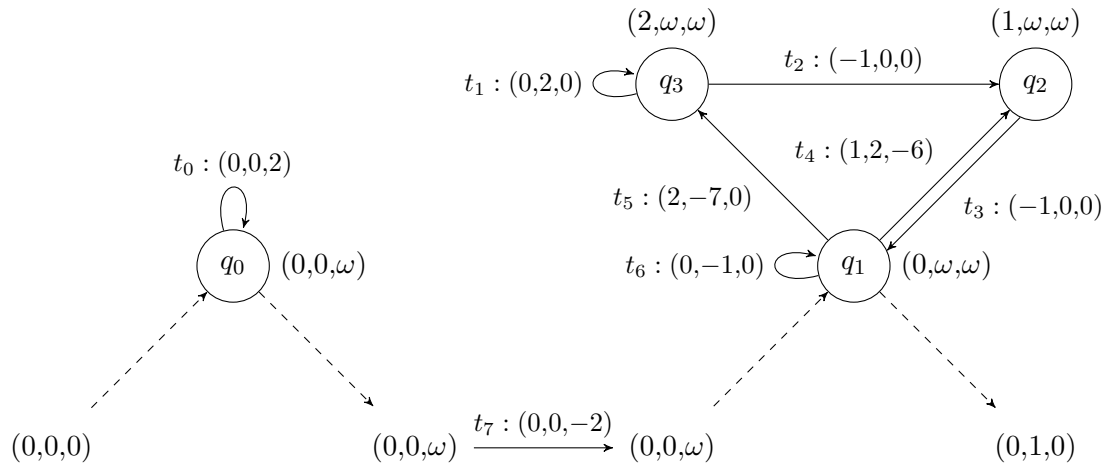 (2,ω,ω)
(1,ω,ω)
t₂ : (−1,0,0)
t₁ : (0,2,0)
q₃
q₂
t₀ : (0,0,2)
t₄ : (1,2,−6)
t₅ : (2,−7,0)
t₃ : (−1,0,0)
q₀
(0,0,ω)
t₆ : (0,−1,0)
q₁
(0,ω,ω)
t₇ : (0,0,−2)
(0,0,0)
(0,0,ω)
(0,0,ω)
(0,1,0)